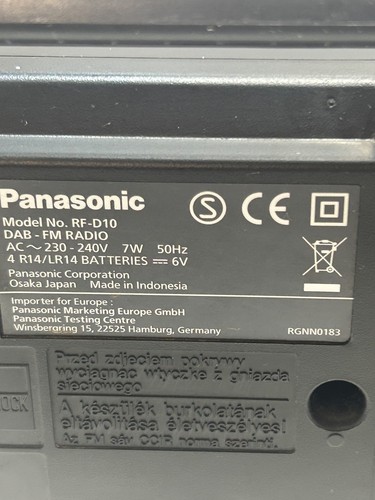 Panasonic
Model No. RF-D10
DAB - FM RADIO
AC ~ 230 - 240V 7W 50Hz
4 R14/LR14 BATTERIES ⎓ 6V
Panasonic Corporation
Osaka Japan Made in Indonesia
S CE
Importer for Europe :
Panasonic Marketing Europe GmbH
Panasonic Testing Centre
Winsbergring 15, 22525 Hamburg, Germany
RGNN0183
Przed zdjęciem pokrywy
wyciągnąć wtyczkę z gniazda
sieciowego
A készülék burkolatának
eltávolítása életveszélyes!
Az FM sáv CCIR norma szerinti.
OCK